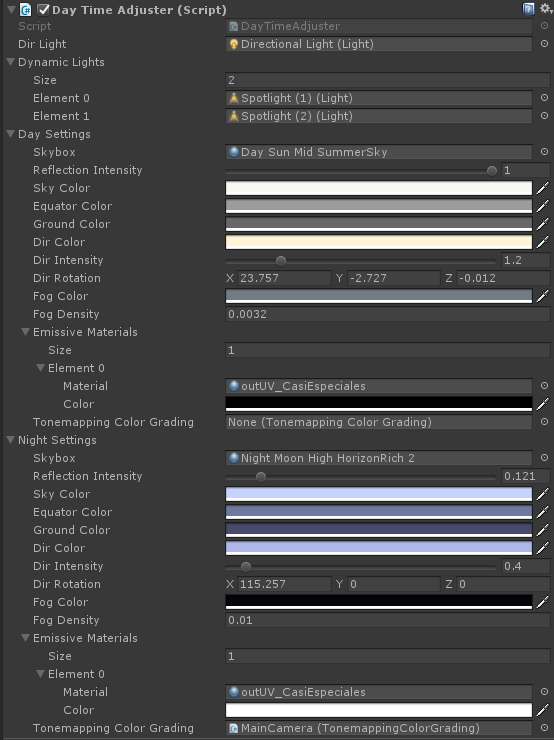 Day Time Adjuster (Script)
Script DayTimeAdjuster
Dir Light Directional Light (Light)
Dynamic Lights
Size 2
Element 0 Spotlight (1) (Light)
Element 1 Spotlight (2) (Light)
Day Settings
Skybox Day Sun Mid SummerSky
Reflection Intensity 1
Sky Color
Equator Color
Ground Color
Dir Color
Dir Intensity 1.2
Dir Rotation X 23.757 Y -2.727 Z -0.012
Fog Color
Fog Density 0.0032
Emissive Materials
Size 1
Element 0
Material outUV_CasiEspeciales
Color
Tonemapping Color Grading None (Tonemapping Color Grading)
Night Settings
Skybox Night Moon High HorizonRich 2
Reflection Intensity 0.121
Sky Color
Equator Color
Ground Color
Dir Color
Dir Intensity 0.4
Dir Rotation X 115.257 Y 0 Z 0
Fog Color
Fog Density 0.01
Emissive Materials
Size 1
Element 0
Material outUV_CasiEspeciales
Color
Tonemapping Color Grading MainCamera (TonemappingColorGrading)